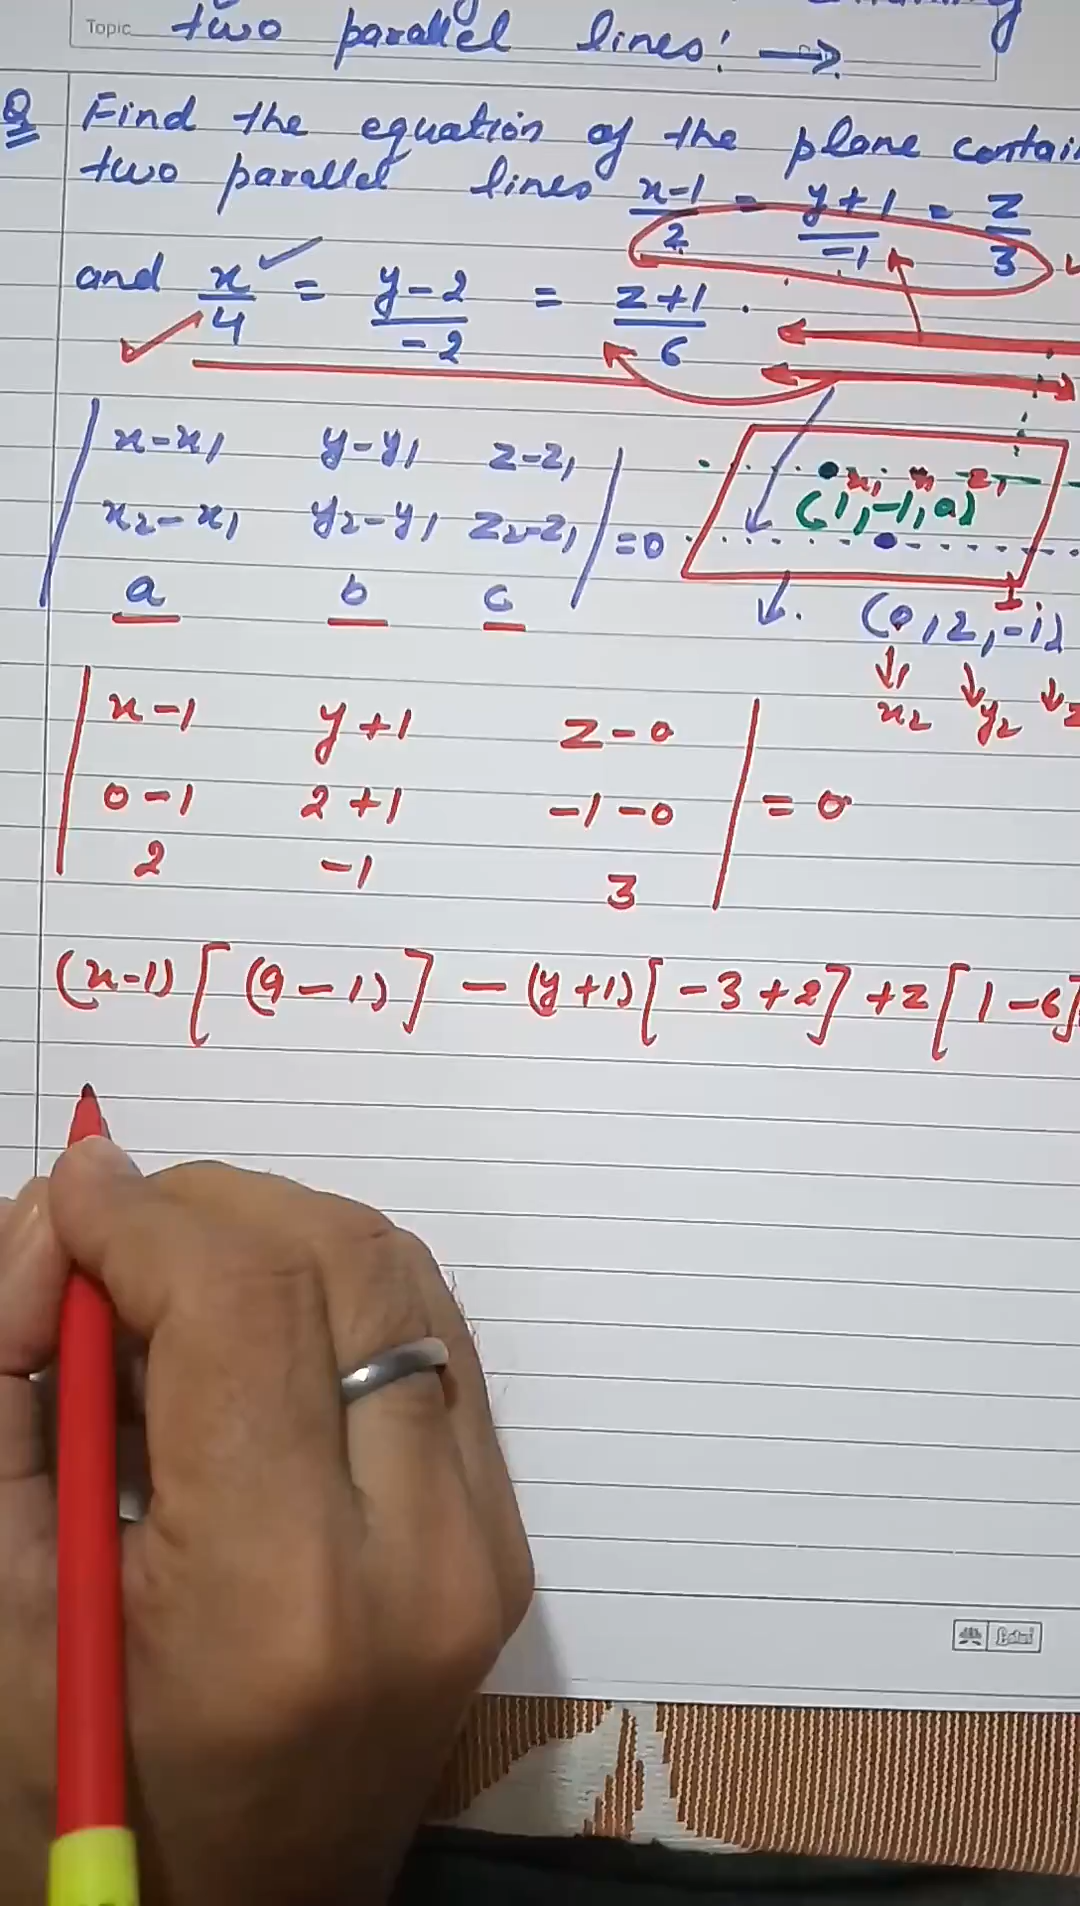 Topic two parallel lines: →
Q Find the equation of the plane contai
two parallel lines x-1/2 = y+1/-1 = z/3
and x/4 = y-2/-2 = z+1/6 .
| x-x1 y-y1 z-z1 |
| x2-x1 y2-y1 z2-z1 | =0
| a b c |
x1 y1 z1
(1,-1,0)
(0,2,-1)
x2 y2 z
| x-1 y+1 z-0 |
| 0-1 2+1 -1-0 | = 0
| 2 -1 3 |
(x-1)[(9-1)] -(y+1)[-3+2]+z[1-6]